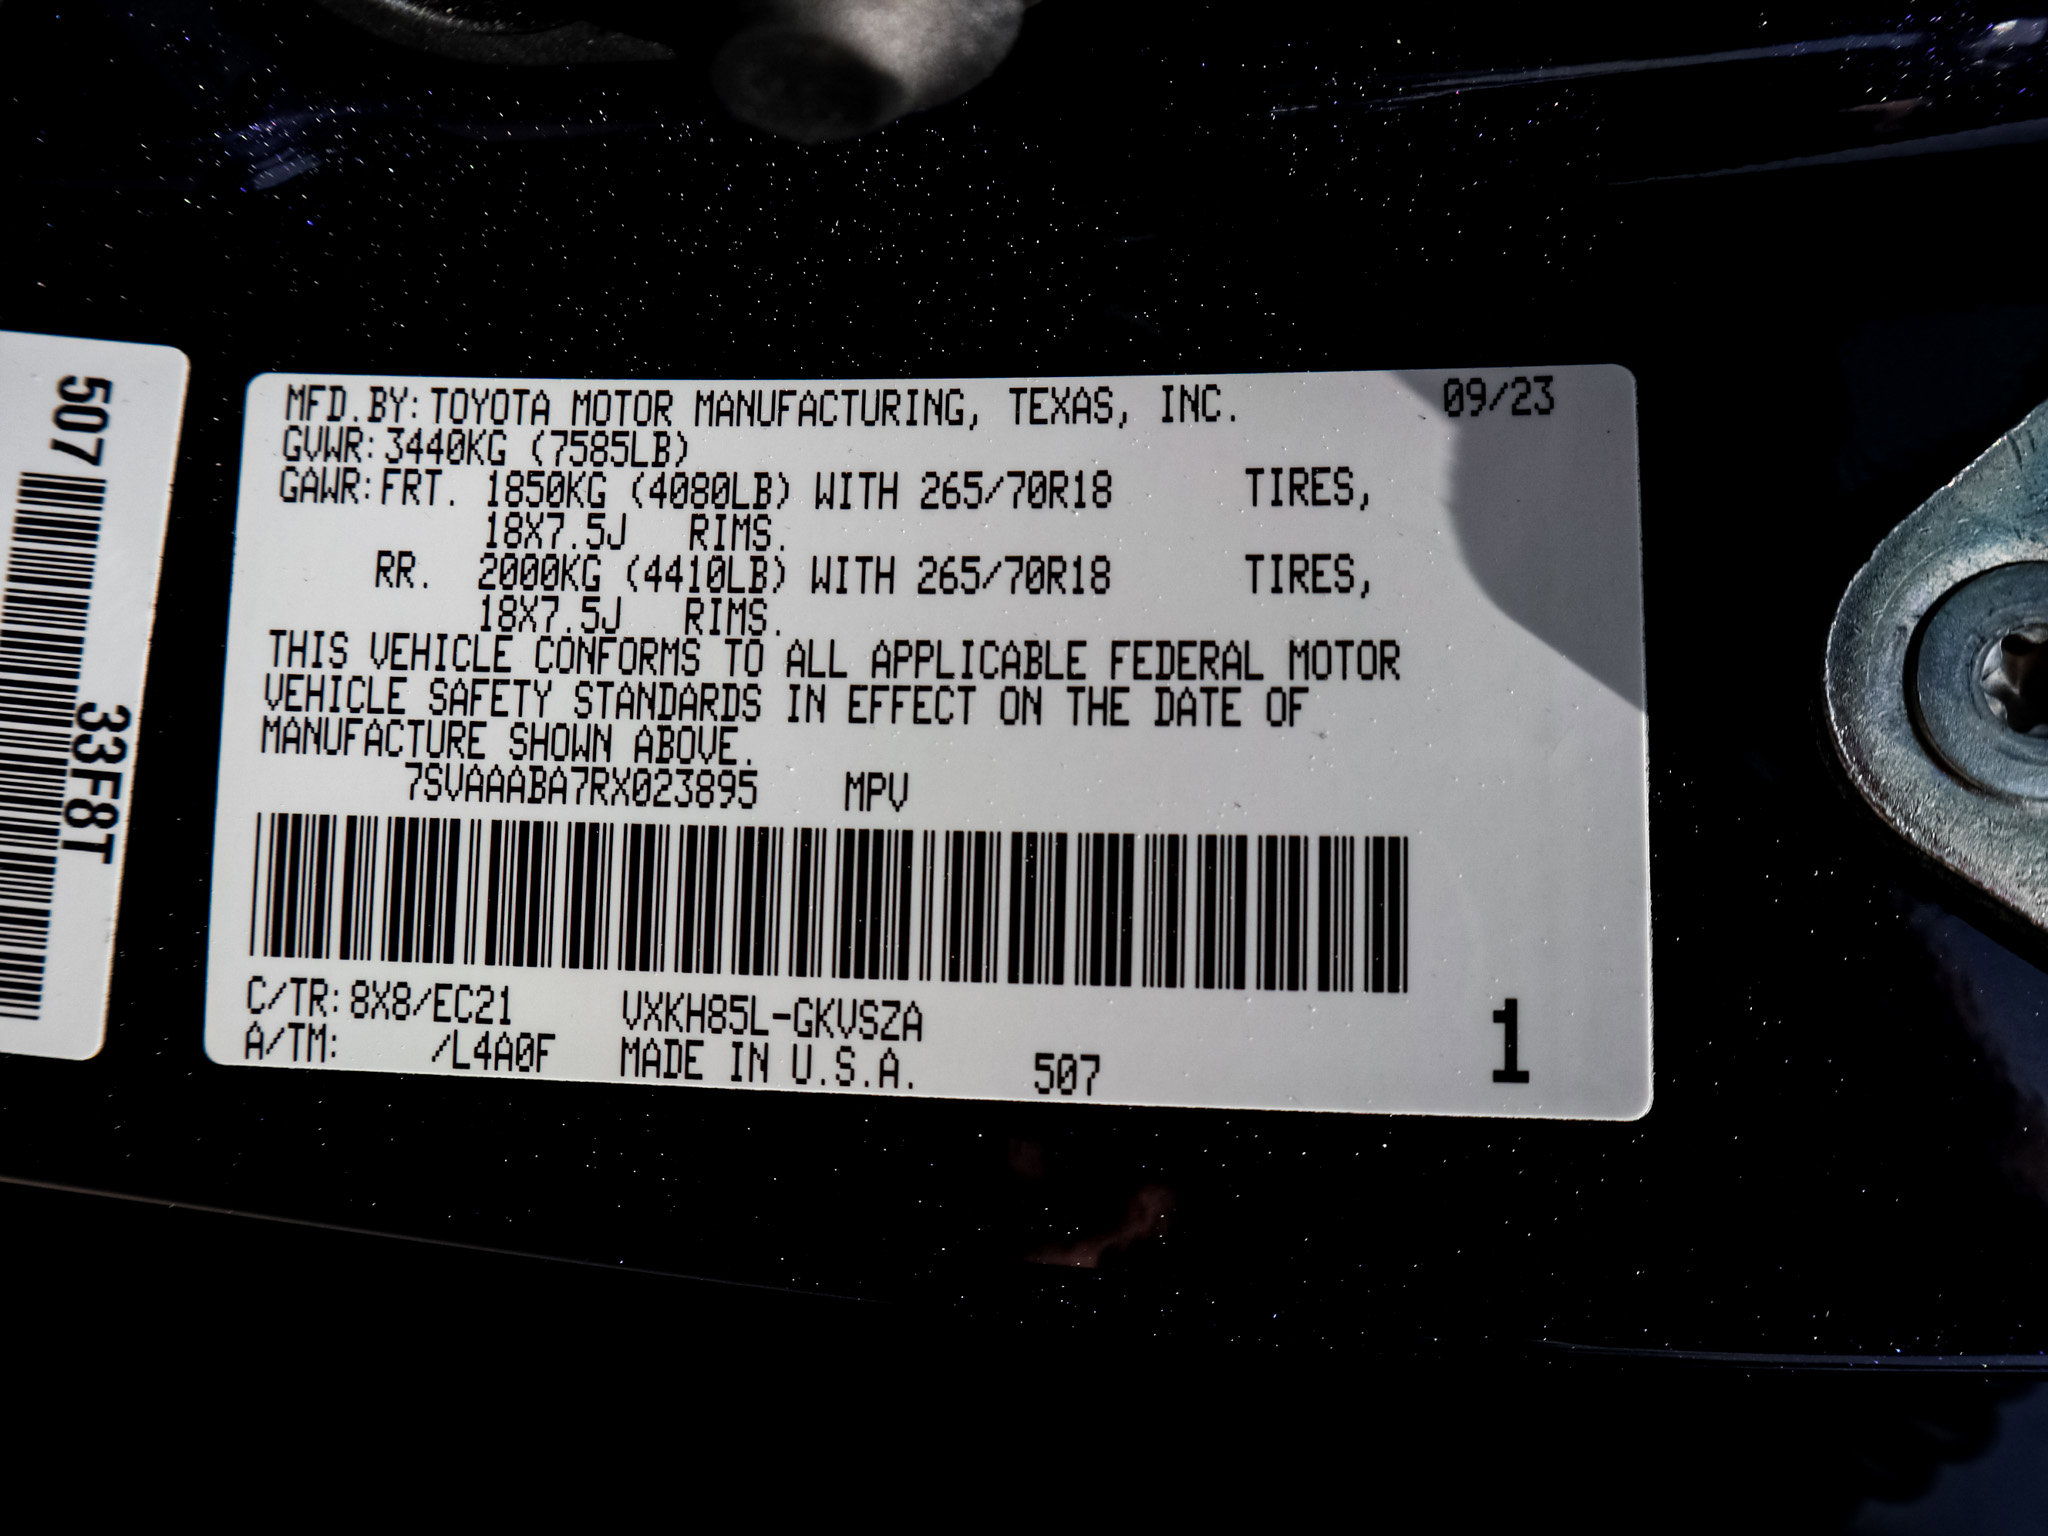 507
33F8T
MFD.BY:TOYOTA MOTOR MANUFACTURING, TEXAS, INC. 09/23
GVWR:3440KG (7585LB)
GAWR:FRT. 1850KG (4080LB) WITH 265/70R18 TIRES,
18X7.5J RIMS.
RR. 2000KG (4410LB) WITH 265/70R18 TIRES,
18X7.5J RIMS.
THIS VEHICLE CONFORMS TO ALL APPLICABLE FEDERAL MOTOR
VEHICLE SAFETY STANDARDS IN EFFECT ON THE DATE OF
MANUFACTURE SHOWN ABOVE.
7SVAAABA7RX023895 MPV
C/TR:8X8/EC21 VXKH85L-GKVSZA
A/TM: /L4A0F MADE IN U.S.A. 507
1